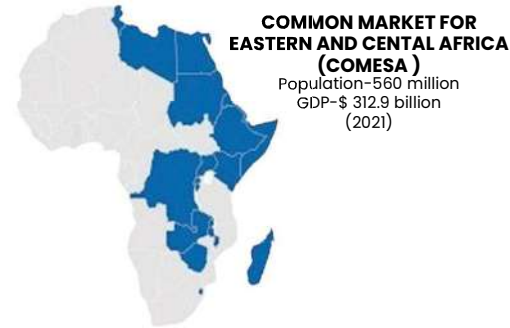 COMMON MARKET FOR
EASTERN AND CENTAL AFRICA
(COMESA )
Population-560 million
GDP-$ 312.9 billion
(2021)